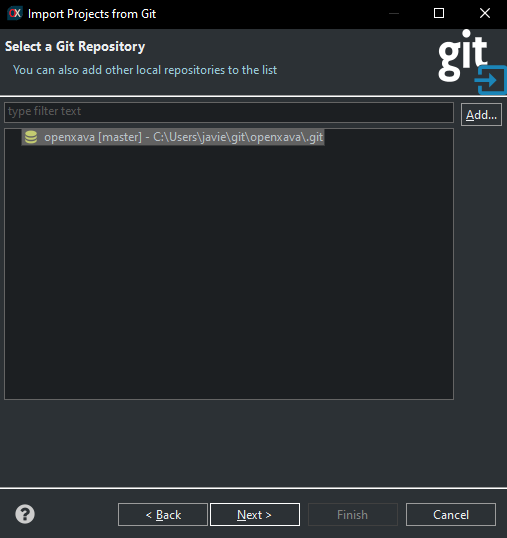 OX Import Projects from Git
Select a Git Repository
You can also add other local repositories to the list
git
type filter text
Add...
openxava [master] - C:\Users\javie\git\openxava\.git
?
< Back
Next >
Finish
Cancel